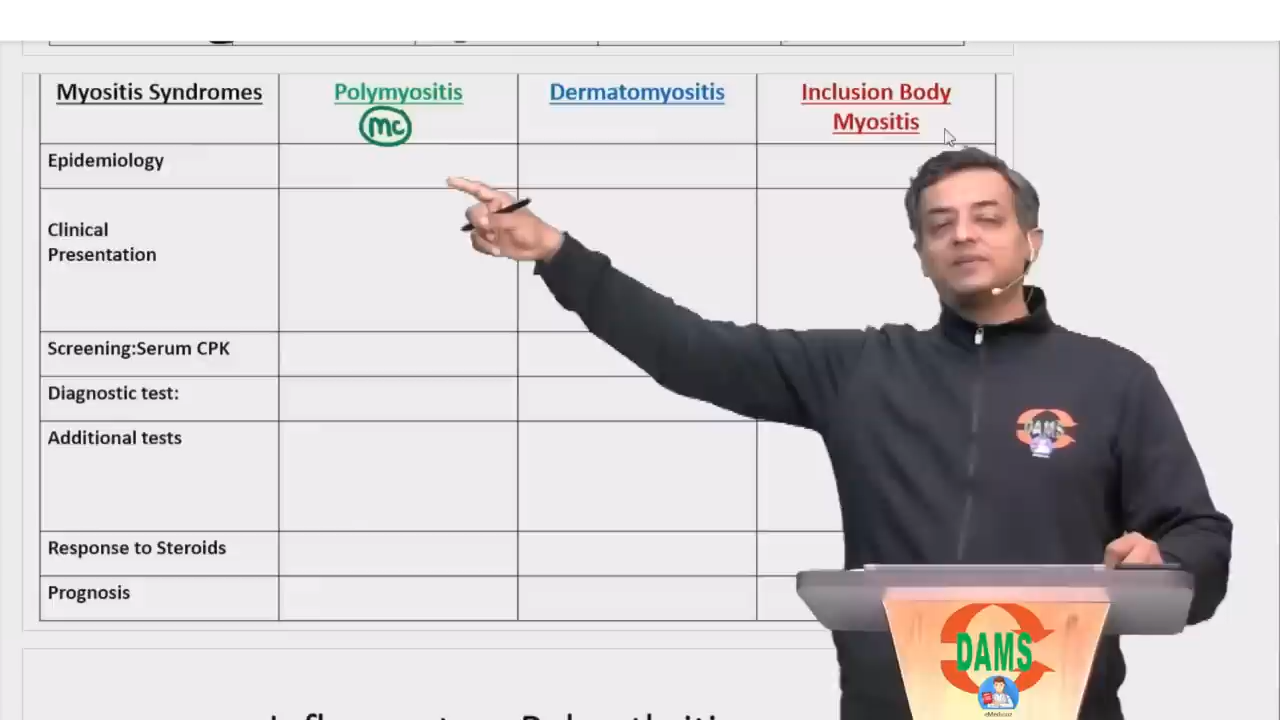 Myositis Syndromes
Polymyositis
Dermatomyositis
Inclusion Body
Myositis
mc
Epidemiology
Clinical
Presentation
Screening:Serum CPK
Diagnostic test:
Additional tests
Response to Steroids
Prognosis
DAMS
DAMS
eMedicoz